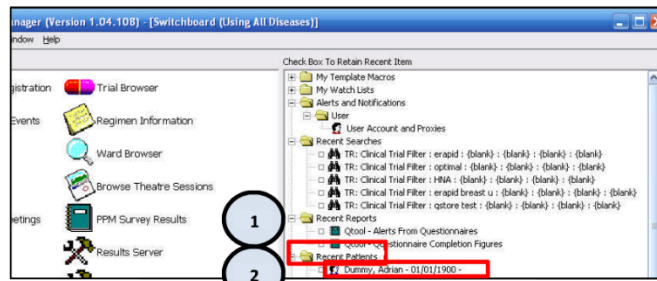 anager (Version 1.04.108) - [Switchboard (Using All Diseases)]
indow Help
Check Box To Retain Recent Item
My Template Macros
My Watch Lists
Alerts and Notifications
User
User Account and Proxies
Recent Searches
TR: Clinical Trial Filter : erapid : {blank} : {blank} : {blank} : {blank}
TR: Clinical Trial Filter : optimal : {blank} : {blank} : {blank} : {blank}
TR: Clinical Trial Filter : HNA : {blank} : {blank} : {blank} : {blank}
TR: Clinical Trial Filter : erapid breast u : {blank} : {blank} : {blank} : {blank}
TR: Clinical Trial Filter : qstore test : {blank} : {blank} : {blank} : {blank}
Recent Reports
Qtool - Alerts From Questionnaires
Qtool - Questionnaire Completion Figures
Recent Patients
Dummy, Adrian - 01/01/1900 -
gistration
Trial Browser
Events
Regimen Information
Ward Browser
Browse Theatre Sessions
eetings
PPM Survey Results
Results Server
1
2